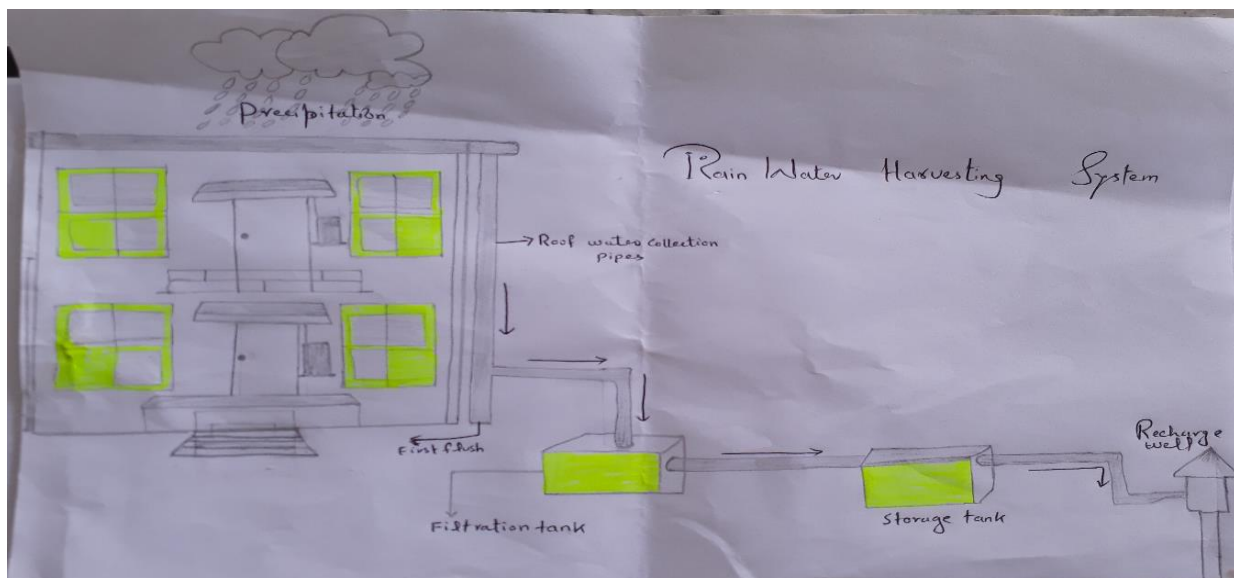 Precipitation
Rain Water Harvesting System
Roof water collection
pipes
First flush
Recharge
well
Filtration tank
Storage tank